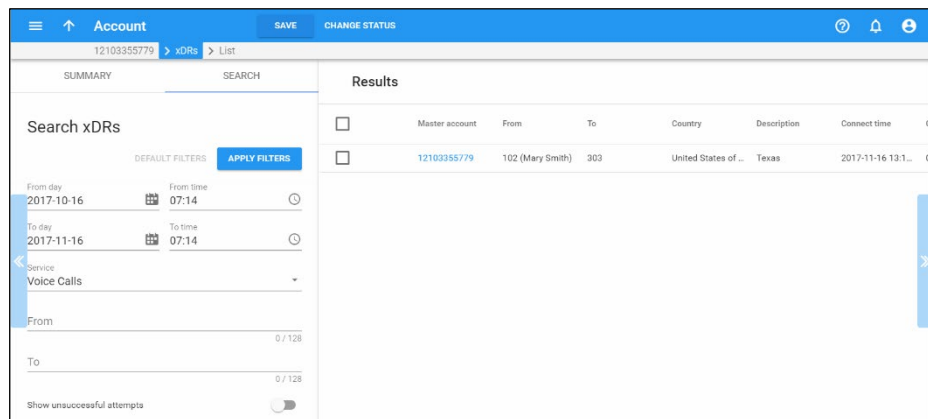 Account SAVE CHANGE STATUS
12103355779 xDRs List
SUMMARY SEARCH
Results
Search xDRs
DEFAULT FILTERS APPLY FILTERS
Master account From To Country Description Connect time
12103355779 102 (Mary Smith) 303 United States of ... Texas 2017-11-16 13:1...
From day From time
2017-10-16 07:14
To day To time
2017-11-16 07:14
Service
Voice Calls
From
0 / 128
To
0 / 128
Show unsuccessful attempts